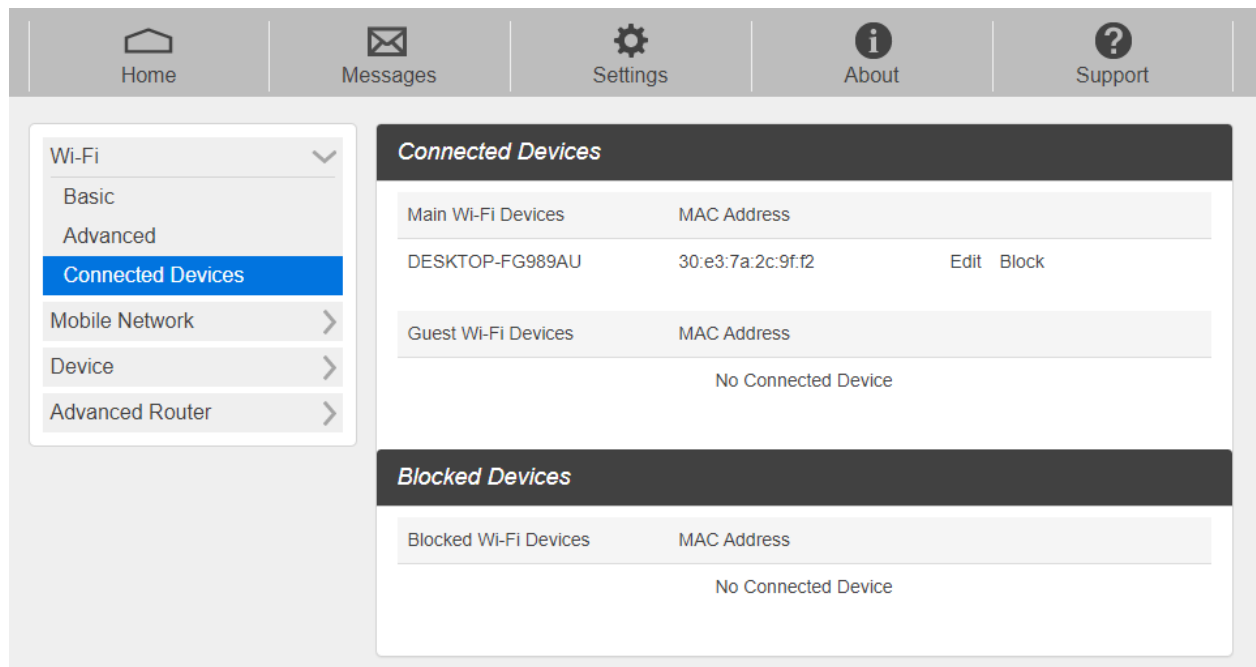 Home Messages Settings About Support
Wi-Fi
Basic
Advanced
Connected Devices
Mobile Network
Device
Advanced Router
Connected Devices
Main Wi-Fi Devices MAC Address
DESKTOP-FG989AU 30:e3:7a:2c:9f:f2 Edit Block
Guest Wi-Fi Devices MAC Address
No Connected Device
Blocked Devices
Blocked Wi-Fi Devices MAC Address
No Connected Device